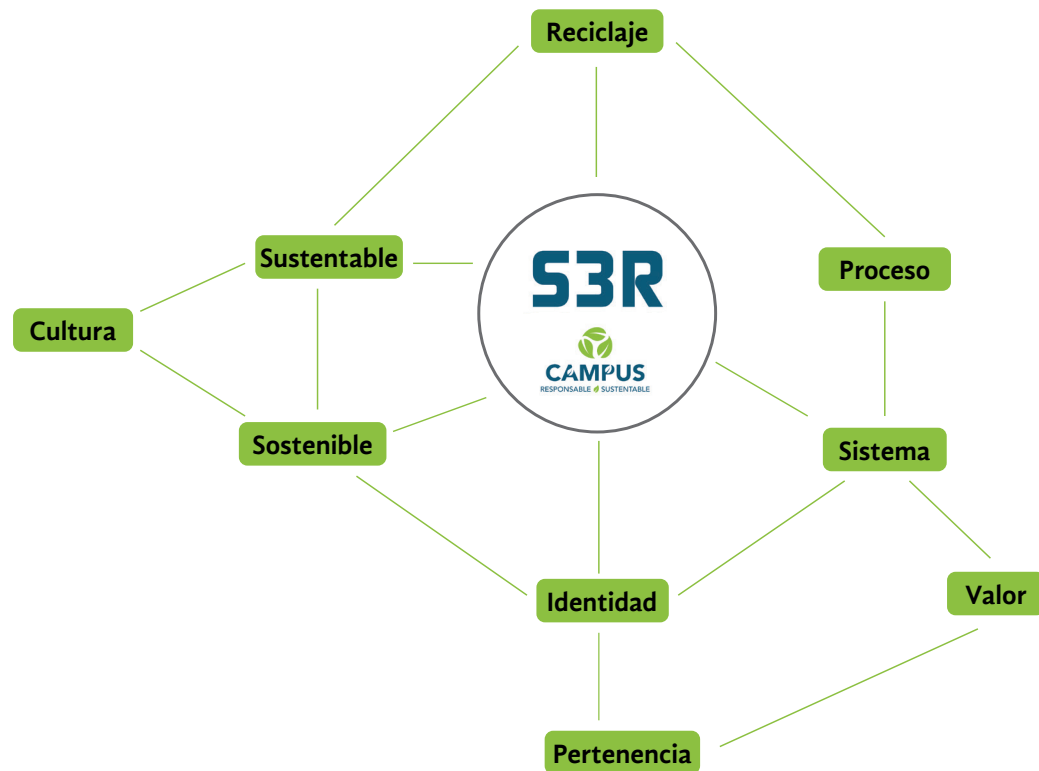 Reciclaje
Sustentable
S3R
Proceso
Cultura
CAMPUS
RESPONSABLE SUSTENTABLE
Sostenible
Sistema
Identidad
Valor
Pertenencia